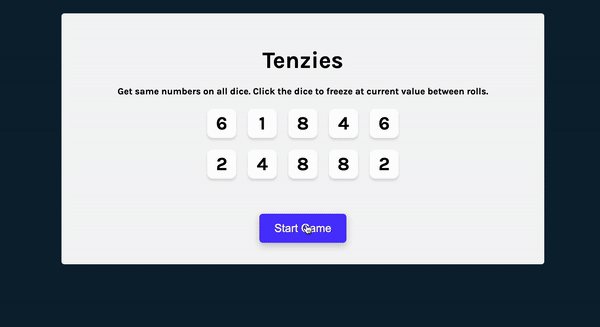 Tenzies
Get same numbers on all dice. Click the dice to freeze at current value between rolls.
6 1 8 4 6
2 4 8 8 2
Start Game